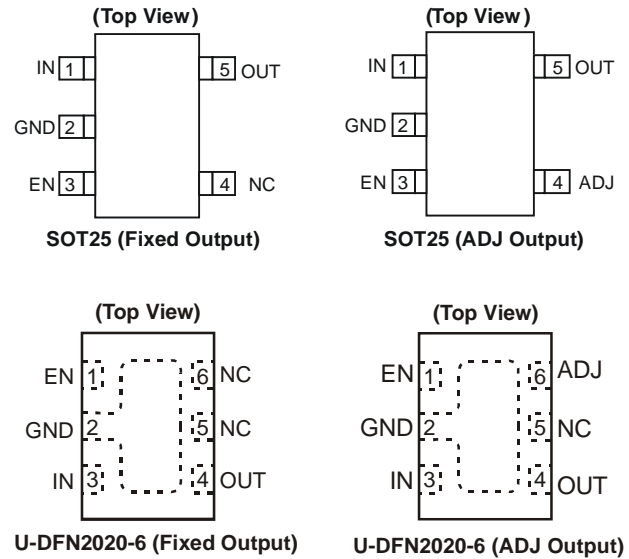 (Top View)
IN 1 5 OUT
GND 2
EN 3 4 NC
SOT25 (Fixed Output)
(Top View)
IN 1 5 OUT
GND 2
EN 3 4 ADJ
SOT25 (ADJ Output)
(Top View)
EN 1 6 NC
GND 2 5 NC
IN 3 4 OUT
U-DFN2020-6 (Fixed Output)
(Top View)
EN 1 6 ADJ
GND 2 5 NC
IN 3 4 OUT
U-DFN2020-6 (ADJ Output)